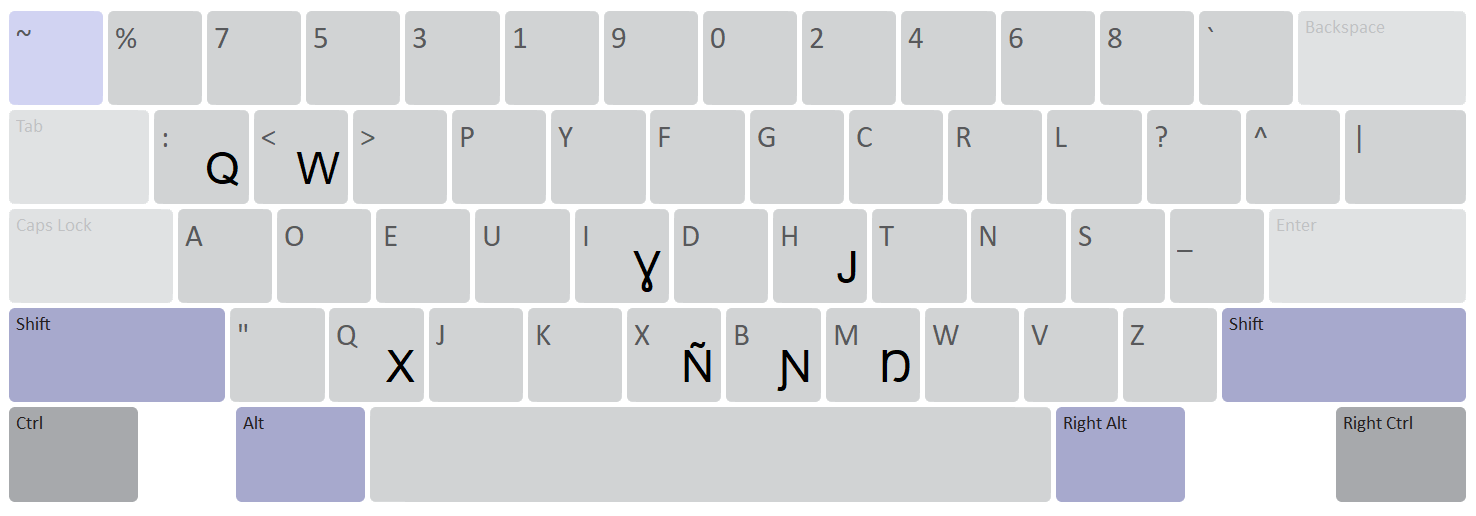 ~ % 7 5 3 1 9 0 2 4 6 8 ` Backspace
Tab : Q < W > P Y F G C R L ? ^ |
Caps Lock A O E U I Ɣ D H J T N S _ Enter
Shift " Q X J K X Ñ B Ɲ M Ŋ W V Z Shift
Ctrl Alt Right Alt Right Ctrl